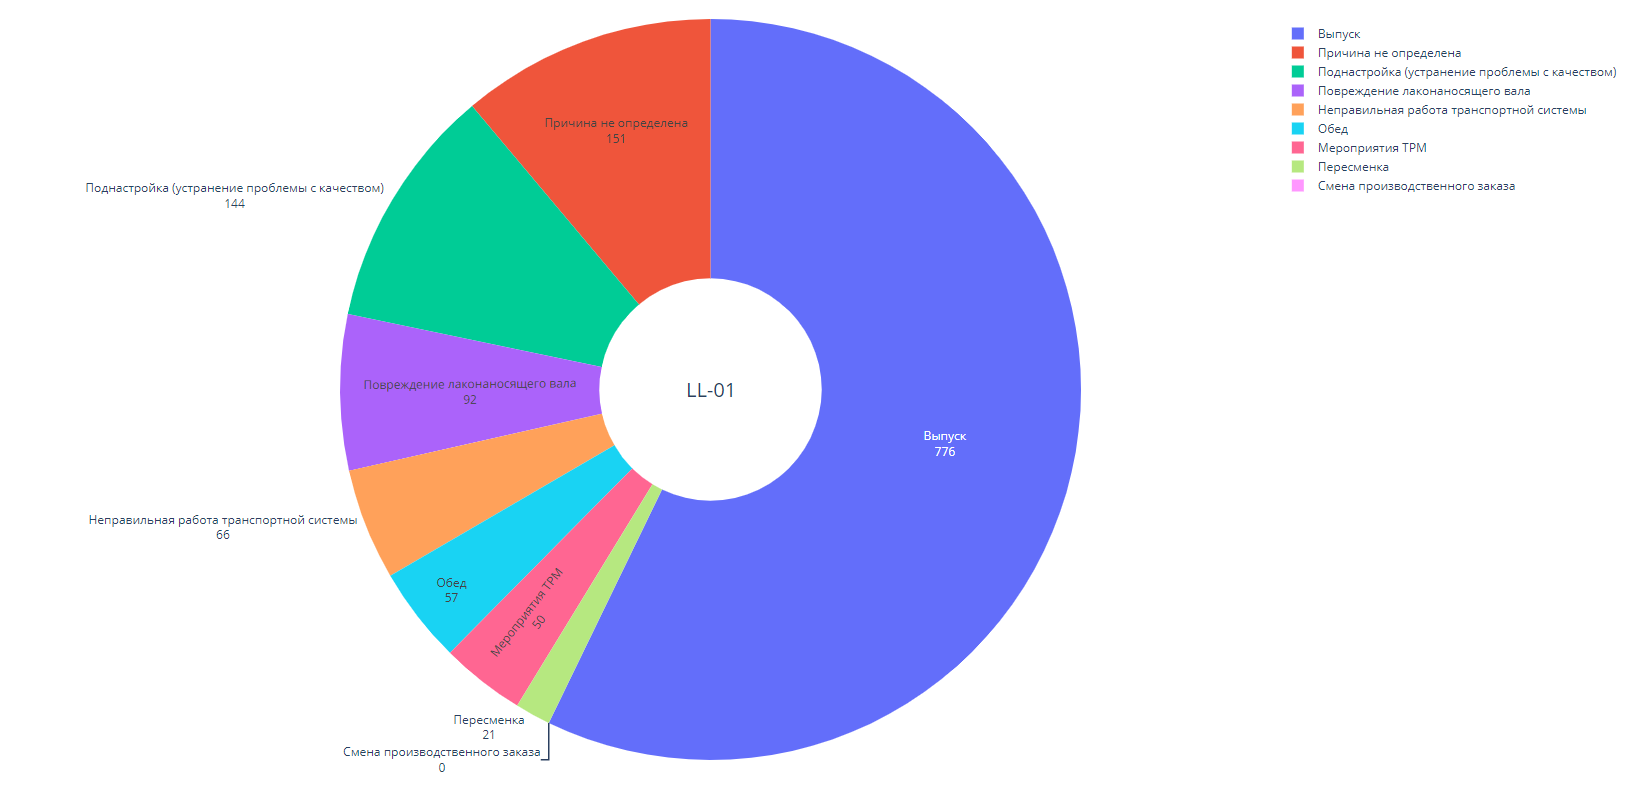 Причина не определена
151
Поднастройка (устранение проблемы с качеством)
144
Повреждение лаконаносящего вала
92
LL-01
Выпуск
776
Неправильная работа транспортной системы
66
Обед
57
Мероприятия TPM
50
Пересменка
21
Смена производственного заказа
0
Выпуск
Причина не определена
Поднастройка (устранение проблемы с качеством)
Повреждение лаконаносящего вала
Неправильная работа транспортной системы
Обед
Мероприятия TPM
Пересменка
Смена производственного заказа